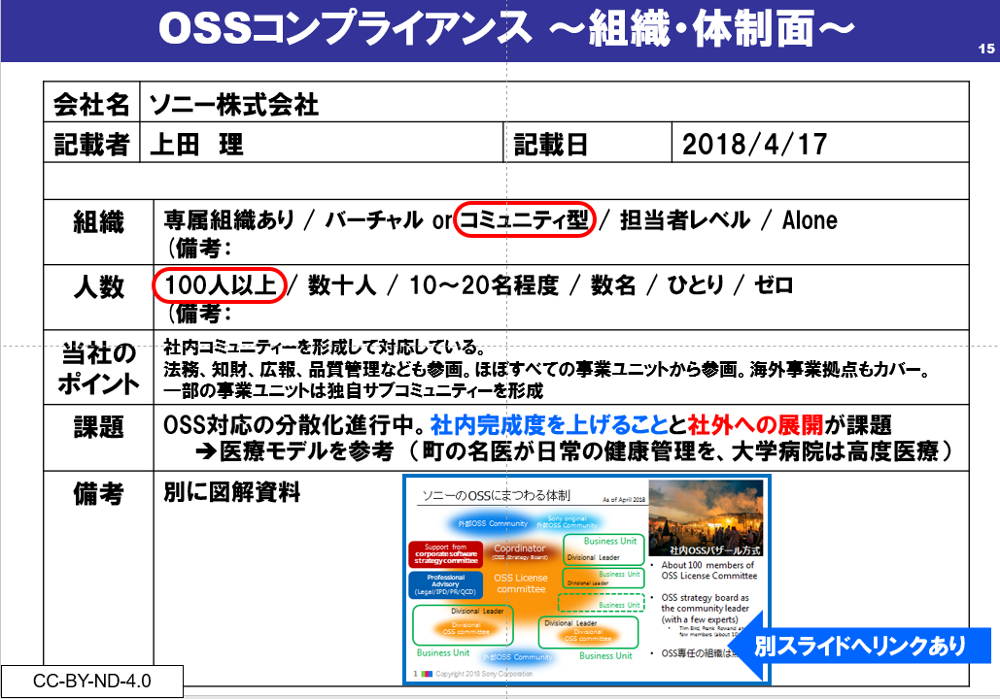 OSSコンプライアンス ～組織・体制面～
15
会社名 ソニー株式会社
記載者 上田 理 記載日 2018/4/17
組織 専属組織あり / バーチャル or コミュニティ型 / 担当者レベル / Alone
(備考：
人数 100人以上 / 数十人 / 10～20名程度 / 数名 / ひとり / ゼロ
(備考：
当社の
ポイント
社内コミュニティーを形成して対応している。
法務、知財、広報、品質管理なども参画。ほぼすべての事業ユニットから参画。海外事業拠点もカバー。
一部の事業ユニットは独自サブコミュニティーを形成
課題 OSS対応の分散化進行中。社内完成度を上げることと社外への展開が課題
➔医療モデルを参考 （町の名医が日常の健康管理を、大学病院は高度医療）
備考 別に図解資料
ソニーのOSSにまつわる体制
As of April 2018
外部OSS Community
Sony original
外部OSS Community
Support from
corporate software
strategy committee
Coordinator
(OSS Strategy Board)
Business Unit
Divisional Leader
Professional
Advisory
(Legal/IPD/PR/QCD)
OSS License
committee
Business Unit
Divisional Leader
Business Unit
Divisional Leader
Divisional
OSS committee
Business Unit
Divisional Leader
Divisional
OSS committee
Business Unit
外部OSS Community
1 Copyright 2018 Sony Corporation
社内OSSバザール方式
• About 100 members of
OSS License Committee
• OSS strategy board as
the community leader
(with a few experts)
• Tim Bird, Frank Rowand and
few members (about 10
• OSS専任の組織は
別スライドへリンクあり
CC-BY-ND-4.0